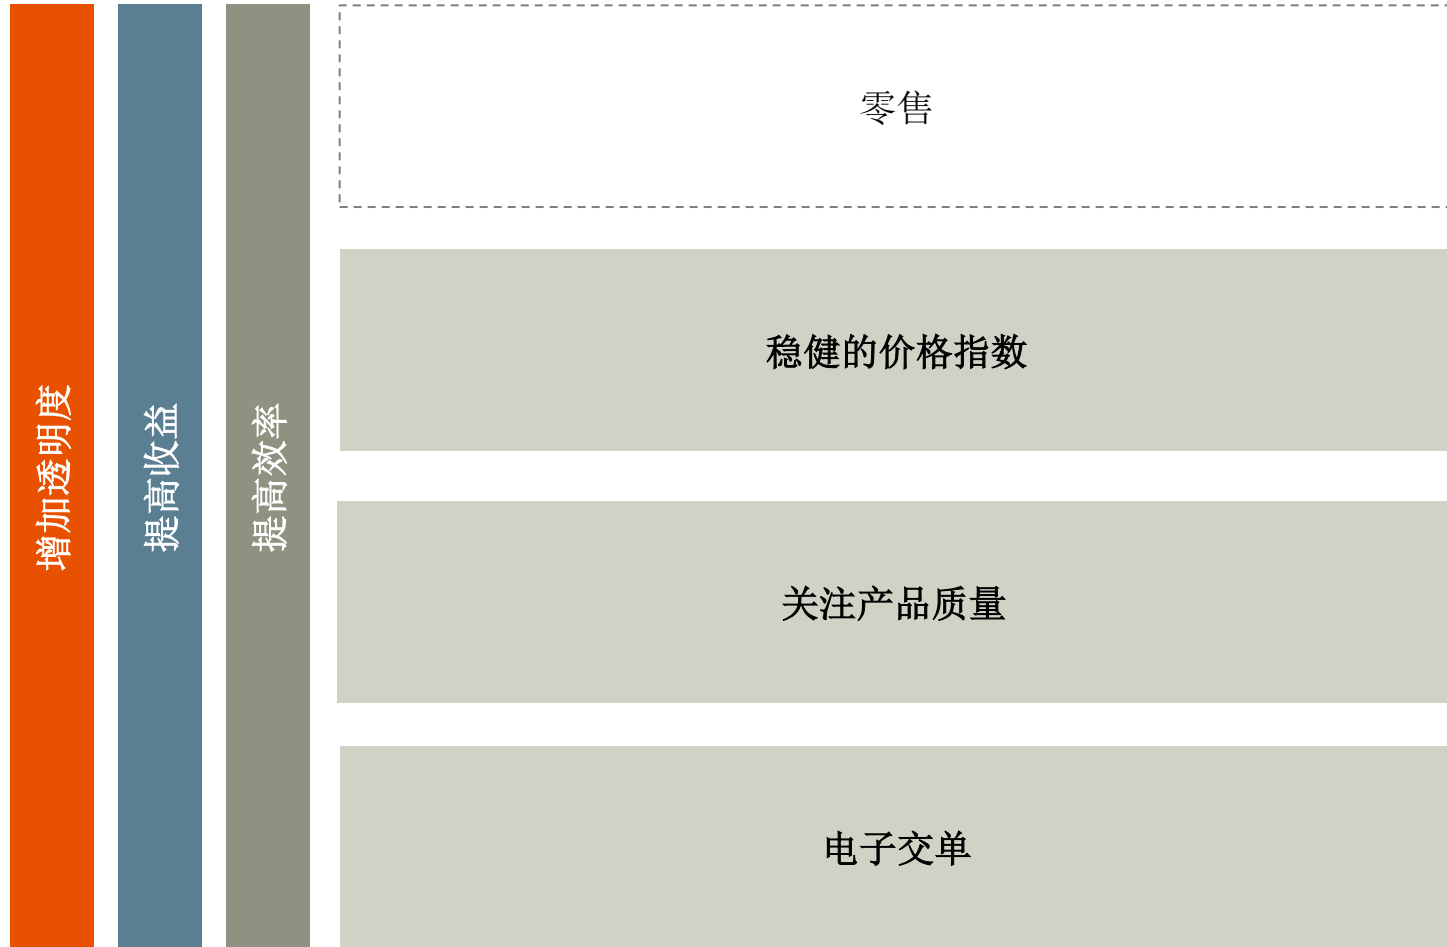 增加透明度
提高收益
提高效率
零售
稳健的价格指数
关注产品质量
电子交单